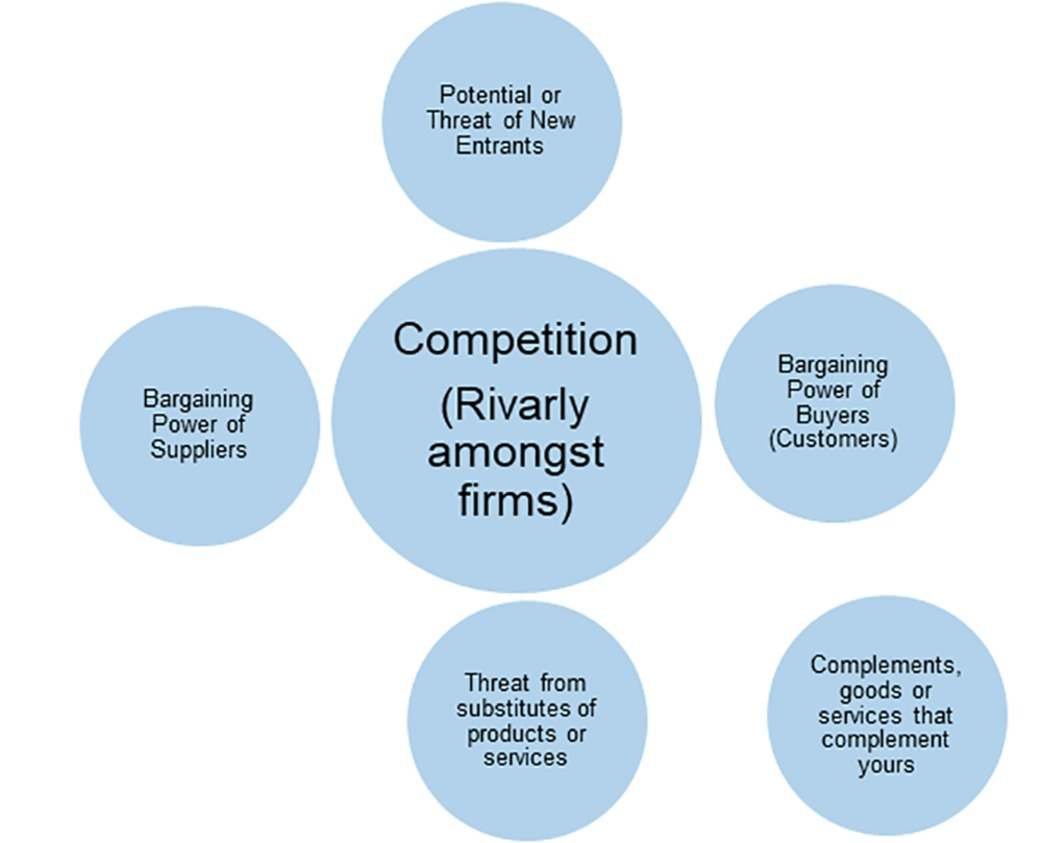 Potential or
Threat of New
Entrants
Competition
(Rivarly
amongst
firms)
Bargaining
Power of
Suppliers
Bargaining
Power of
Buyers
(Customers)
Threat from
substitutes of
products or
services
Complements,
goods or
services that
complement
yours